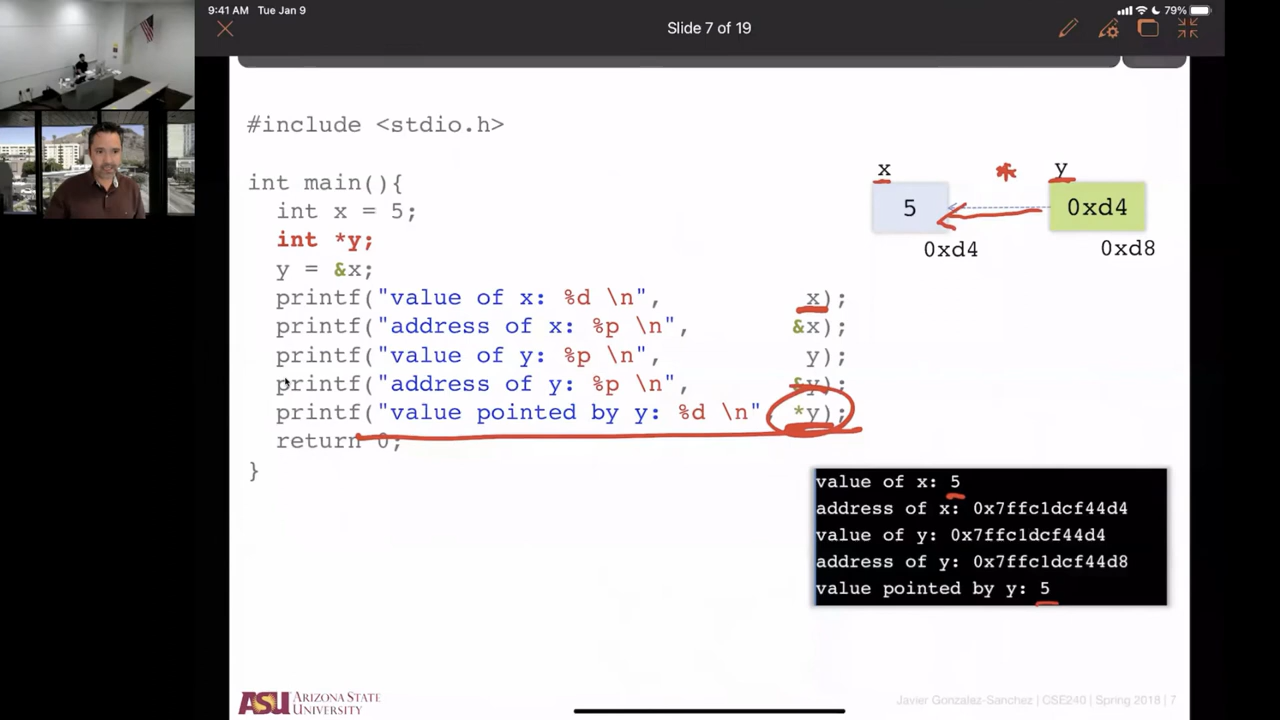 9:41 AM Tue Jan 9
79%
Slide 7 of 19
#include <stdio.h>
int main(){
int x = 5;
int *y;
y = &x;
printf("value of x: %d \n", x);
printf("address of x: %p \n", &x);
printf("value of y: %p \n", y);
printf("address of y: %p \n", &y);
printf("value pointed by y: %d \n", *y);
return 0;
}
x * y
5 0xd4
0xd4 0xd8
value of x: 5
address of x: 0x7ffc1dcf44d4
value of y: 0x7ffc1dcf44d4
address of y: 0x7ffc1dcf44d8
value pointed by y: 5
ASU ARIZONA STATE
UNIVERSITY
Javier Gonzalez-Sanchez | CSE240 | Spring 2018 | 7